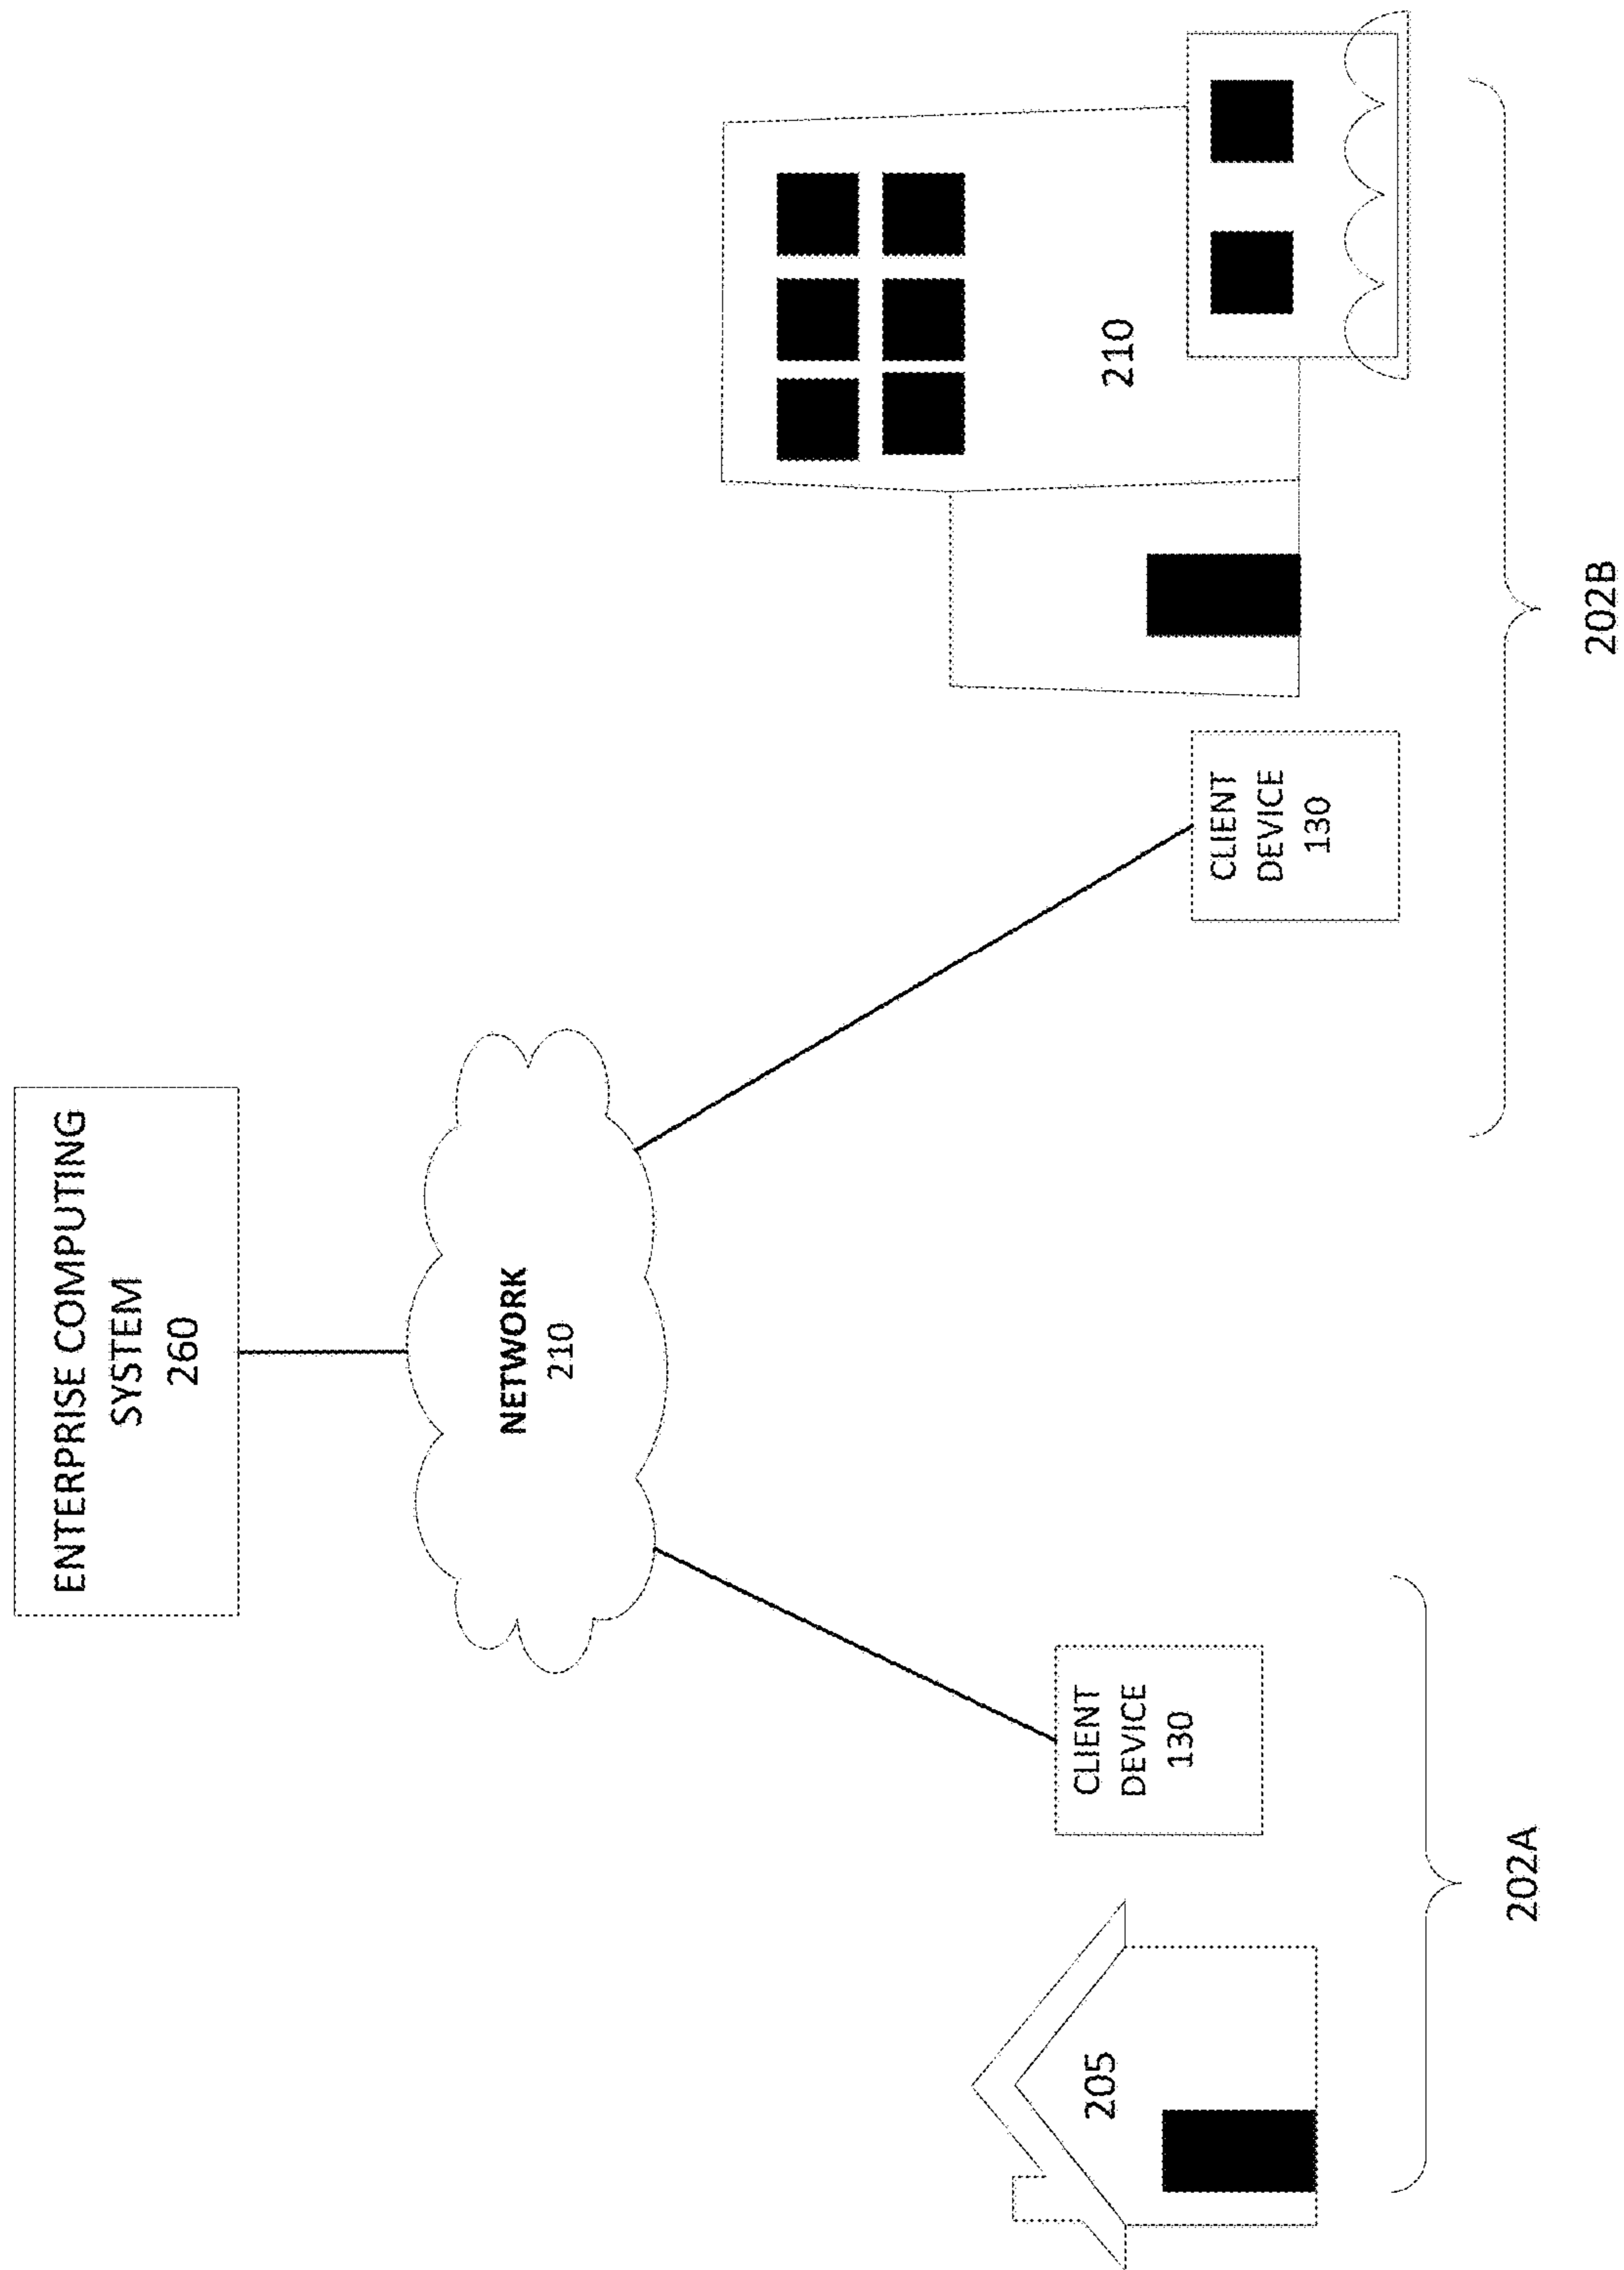 ENTERPRISE COMPUTING
SYSTEM
260
NETWORK
210
CLIENT
DEVICE
130
CLIENT
DEVICE
130
205
210
202A
202B